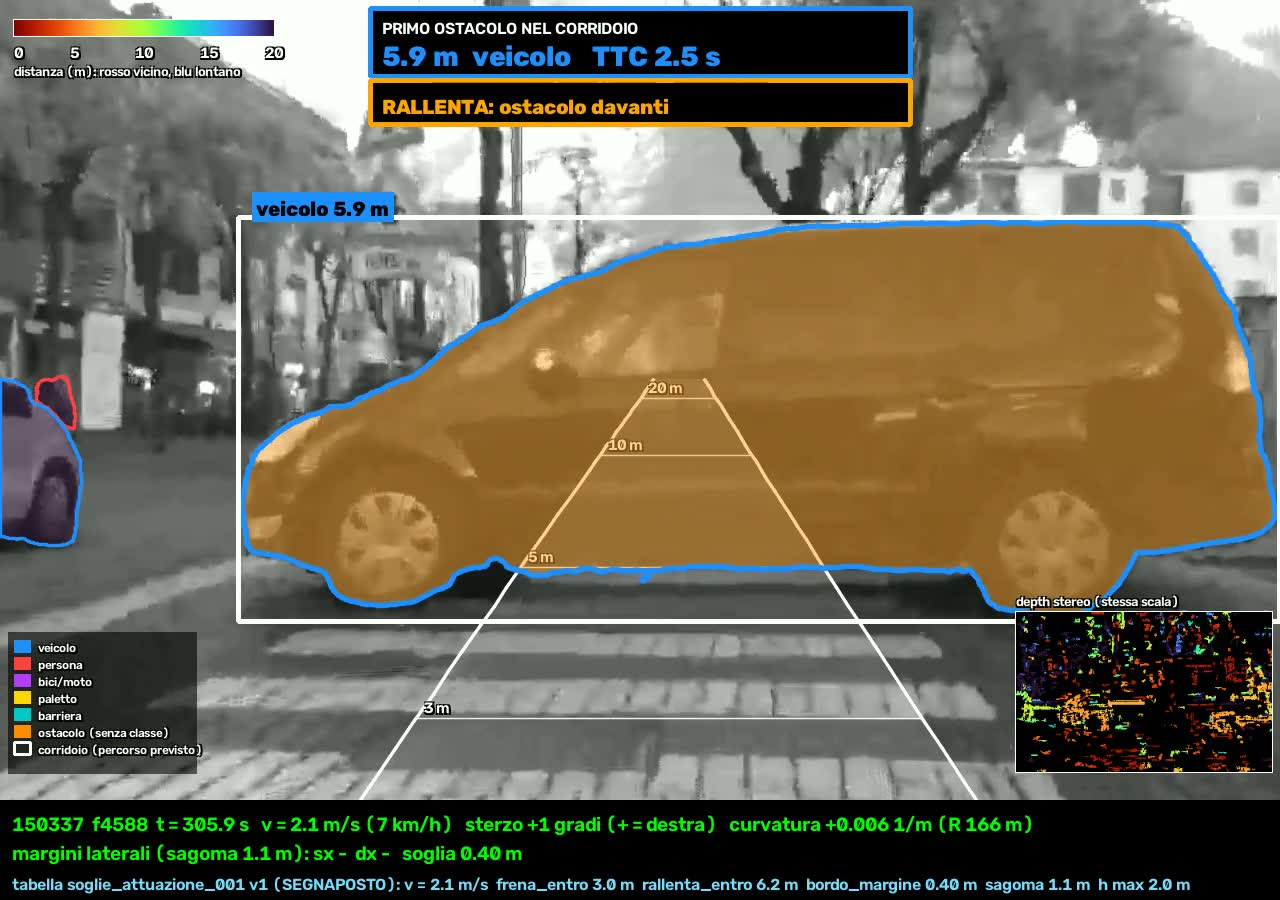 0 5 10 15 20
distanza (m): rosso vicino, blu lontano
PRIMO OSTACOLO NEL CORRIDOIO
5.9 m veicolo TTC 2.5 s
RALLENTA: ostacolo davanti
veicolo 5.9 m
20 m
10 m
5 m
3 m
depth stereo (stessa scala)
veicolo
persona
bici/moto
paletto
barriera
ostacolo (senza classe)
corridoio (percorso previsto)
150337 f4588 t = 305.9 s v = 2.1 m/s (7 km/h) sterzo +1 gradi (+ = destra) curvatura +0.006 1/m (R 166 m)
margini laterali (sagoma 1.1 m): sx - dx - soglia 0.40 m
tabella soglie_attuazione_001 v1 (SEGNAPOSTO): v = 2.1 m/s frena_entro 3.0 m rallenta_entro 6.2 m bordo_margine 0.40 m sagoma 1.1 m h max 2.0 m